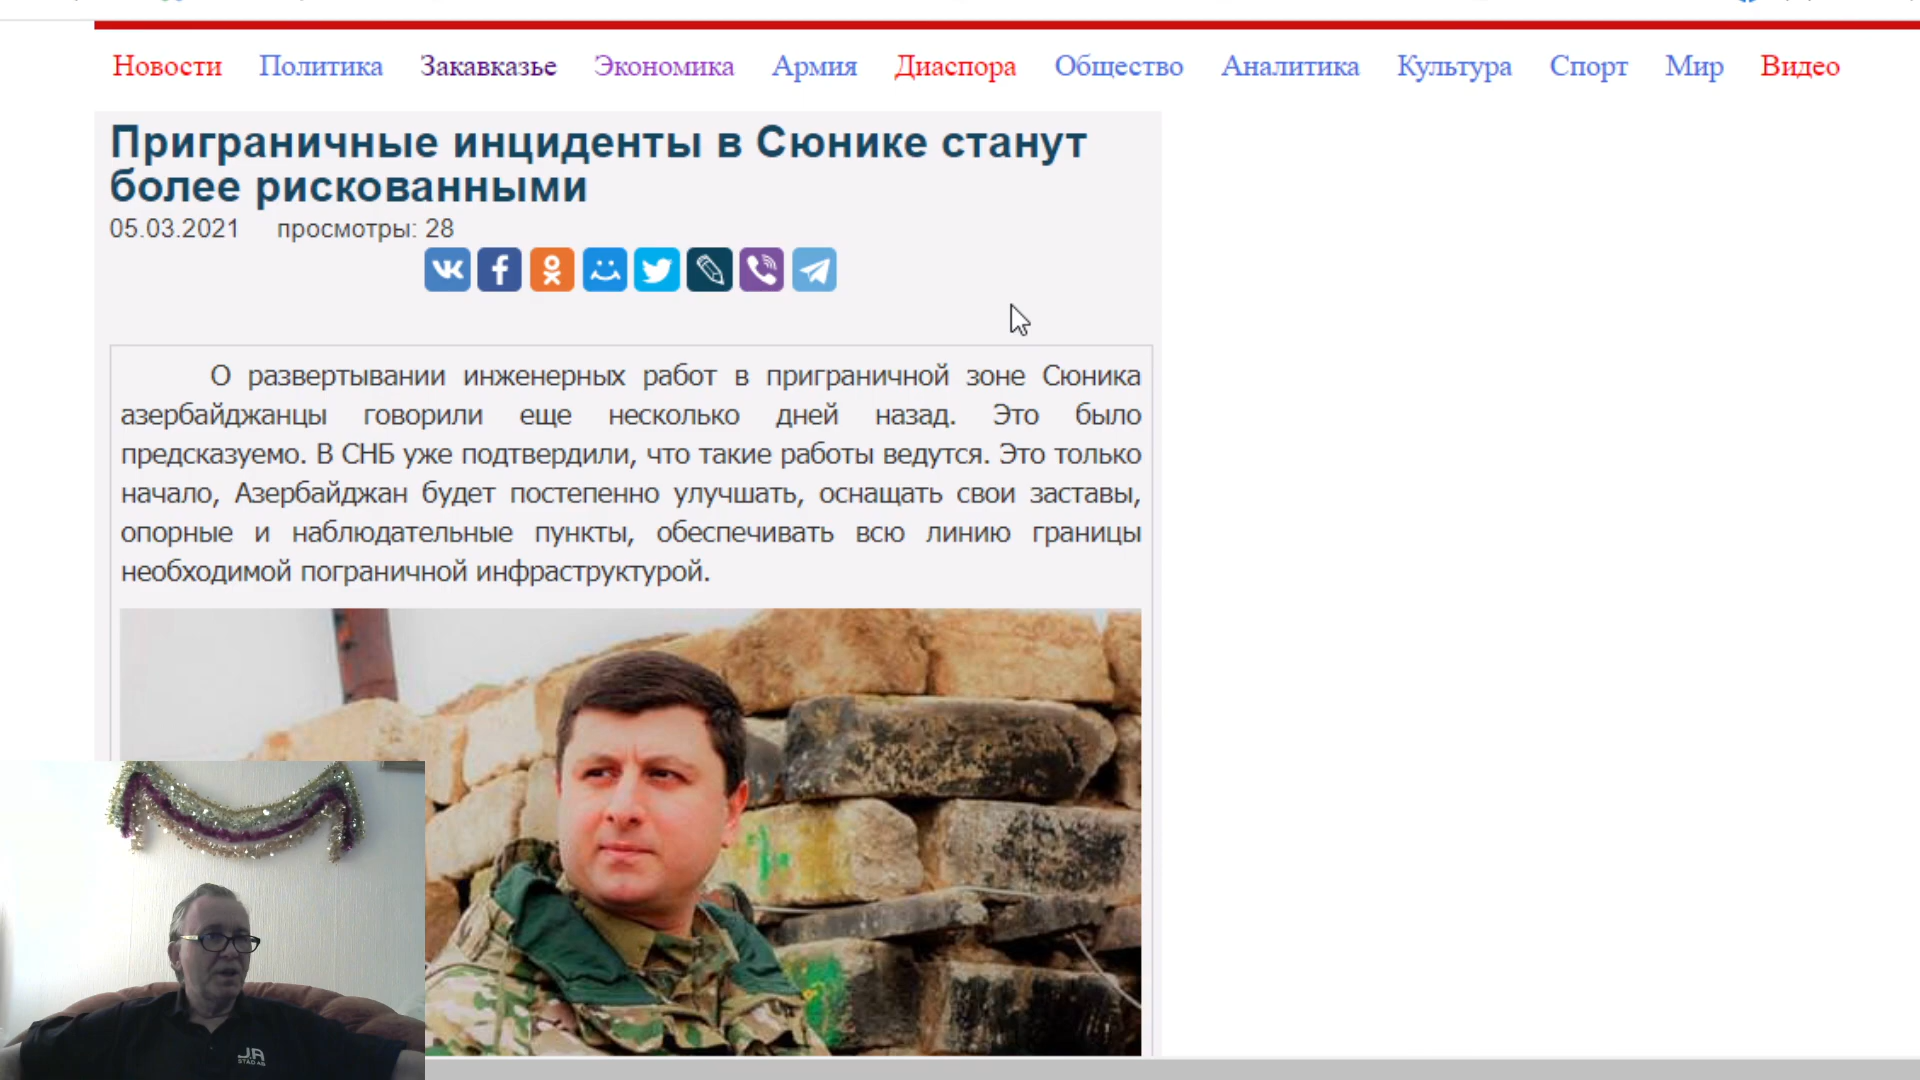 Новости Политика Закавказье Экономика Армия Диаспора Общество Аналитика Культура Спорт Мир Видео
Приграничные инциденты в Сюнике станут
более рискованными
05.03.2021 просмотры: 28
О развертывании инженерных работ в приграничной зоне Сюника
азербайджанцы говорили еще несколько дней назад. Это было
предсказуемо. В СНБ уже подтвердили, что такие работы ведутся. Это только
начало, Азербайджан будет постепенно улучшать, оснащать свои заставы,
опорные и наблюдательные пункты, обеспечивать всю линию границы
необходимой пограничной инфраструктурой.
J.A